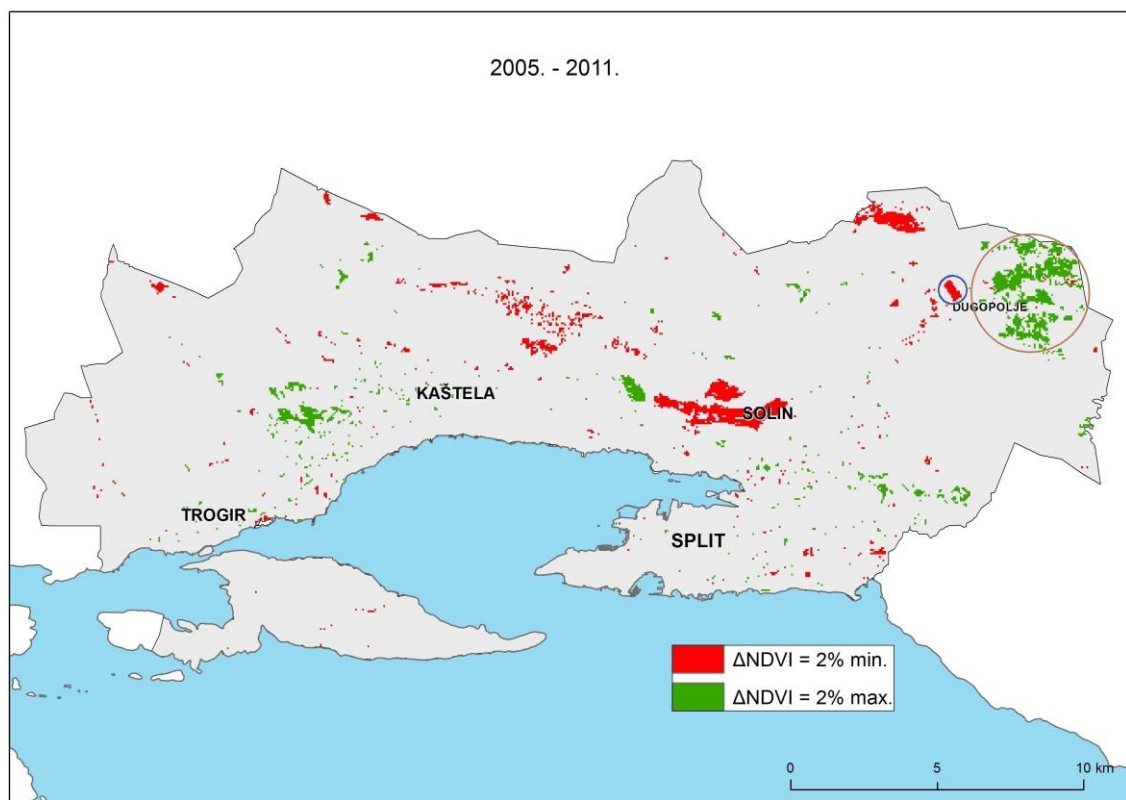 2005. - 2011.
DUGOPOLJE
KAŠTELA
SOLIN
TROGIR
SPLIT
ΔNDVI = 2% min.
ΔNDVI = 2% max.
0 5 10 km